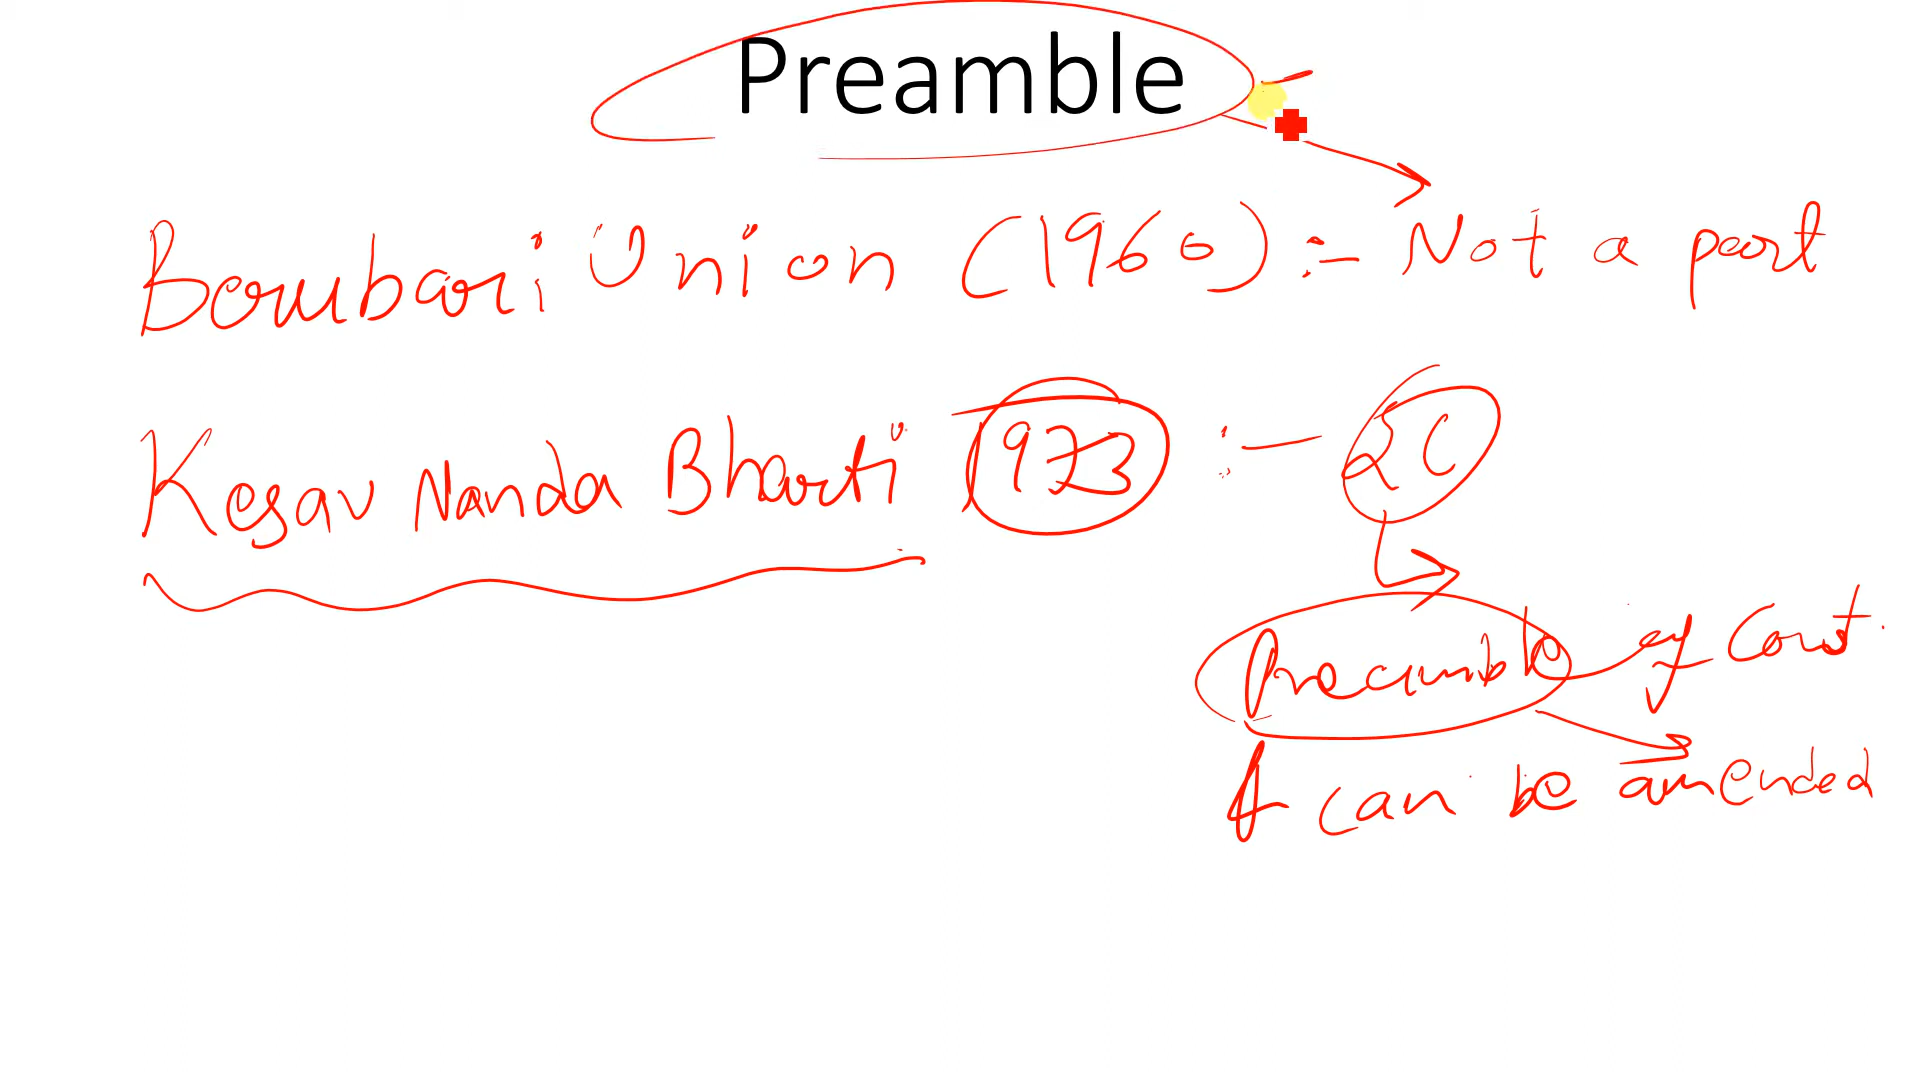 Preamble
Berubari Union (1960) :- Not a part
Kesav Nanda Bharti 1973 :- SC
Preamble of Const.
& can be amended